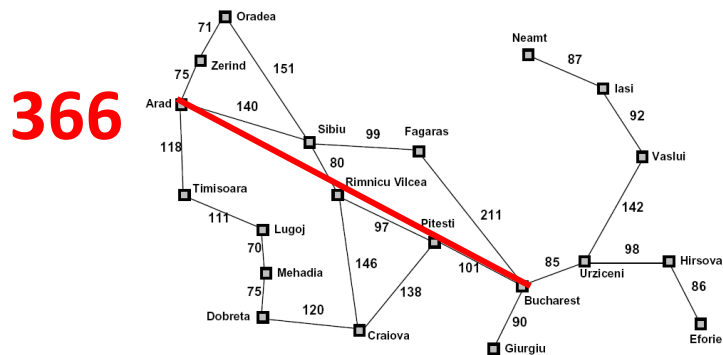 71
Oradea
Neamt
87
Zerind
151
75
Iasi
366
Arad
140
92
Sibiu
99
Fagaras
118
80
Vaslui
Rimnicu Vilcea
Timisoara
211
142
111
Lugoj
97
Pitesti
70
98
Hirsova
85
146
101
Mehadia
Urziceni
86
75
138
Bucharest
120
Dobreta
90
Craiova
Eforie
Giurgiu